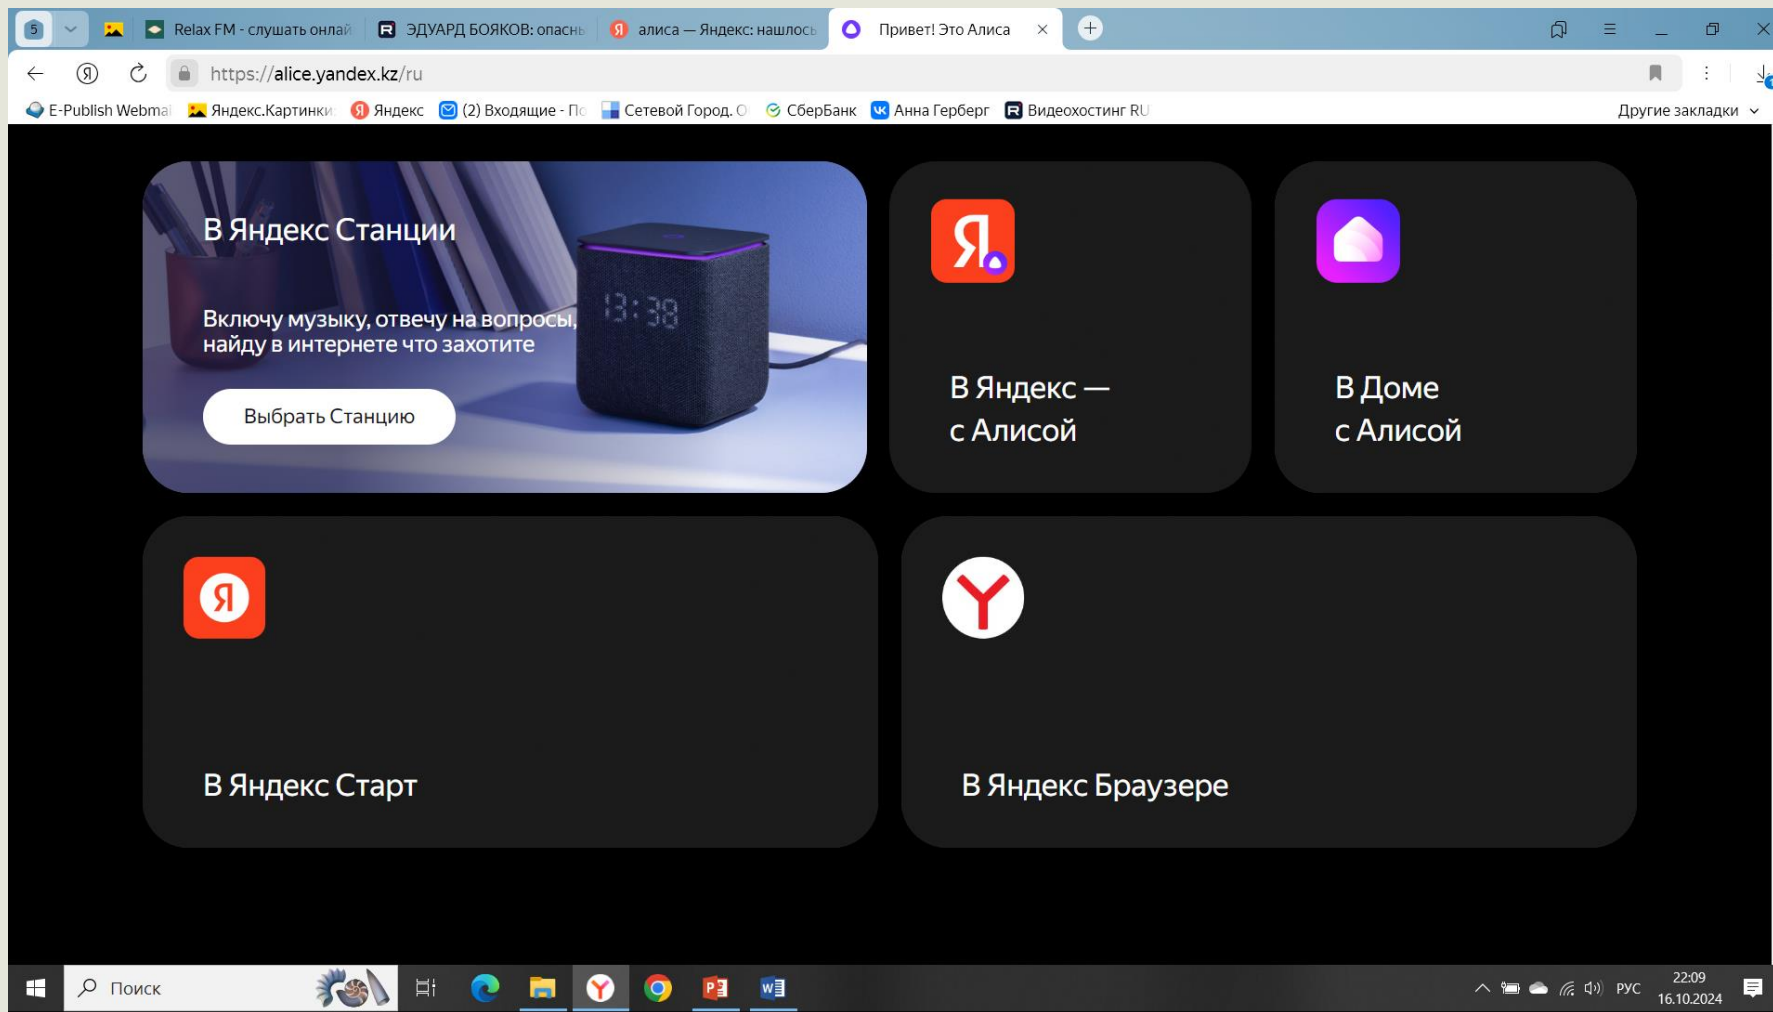 5
Relax FM - слушать онлай
ЭДУАРД БОЯКОВ: опасн
алиса — Яндекс: нашлось
Привет! Это Алиса
https://alice.yandex.kz/ru
E-Publish Webmai
Яндекс.Картинки:
Яндекс
(2) Входящие - По
Сетевой Город. О
СберБанк
Анна Герберг
Видеохостинг RU
Другие закладки
В Яндекс Станции
13:38
Включу музыку, отвечу на вопросы,
найду в интернете что захотите
Выбрать Станцию
В Яндекс —
с Алисой
В Доме
с Алисой
В Яндекс Старт
В Яндекс Браузере
Поиск
РУС
22:09
16.10.2024